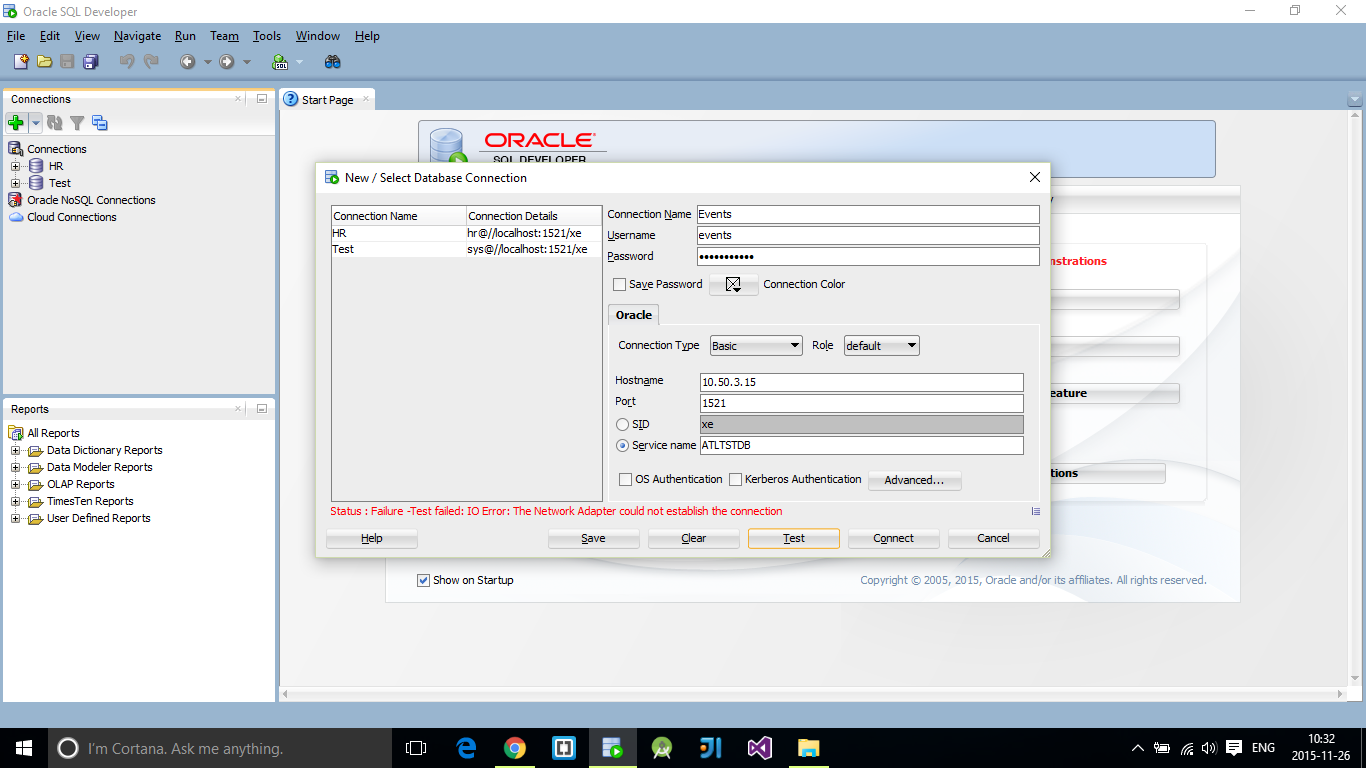 Oracle SQL Developer
File Edit View Navigate Run Team Tools Window Help
Connections
Connections
HR
Test
Oracle NoSQL Connections
Cloud Connections
Reports
All Reports
Data Dictionary Reports
Data Modeler Reports
OLAP Reports
TimesTen Reports
User Defined Reports
Start Page
ORACLE
SQL DEVELOPER
New / Select Database Connection
Connection Name Connection Details
HR hr@//localhost:1521/xe
Test sys@//localhost:1521/xe
Connection Name Events
Username events
Password •••••••••••
Save Password Connection Color
Oracle
Connection Type Basic Role default
Hostname 10.50.3.15
Port 1521
SID xe
Service name ATLTSTDB
OS Authentication Kerberos Authentication Advanced...
Status : Failure -Test failed: IO Error: The Network Adapter could not establish the connection
Help Save Clear Test Connect Cancel
nstrations
eature
tions
Show on Startup Copyright © 2005, 2015, Oracle and/or its affiliates. All rights reserved.
I'm Cortana. Ask me anything.
ENG 10:32
2015-11-26